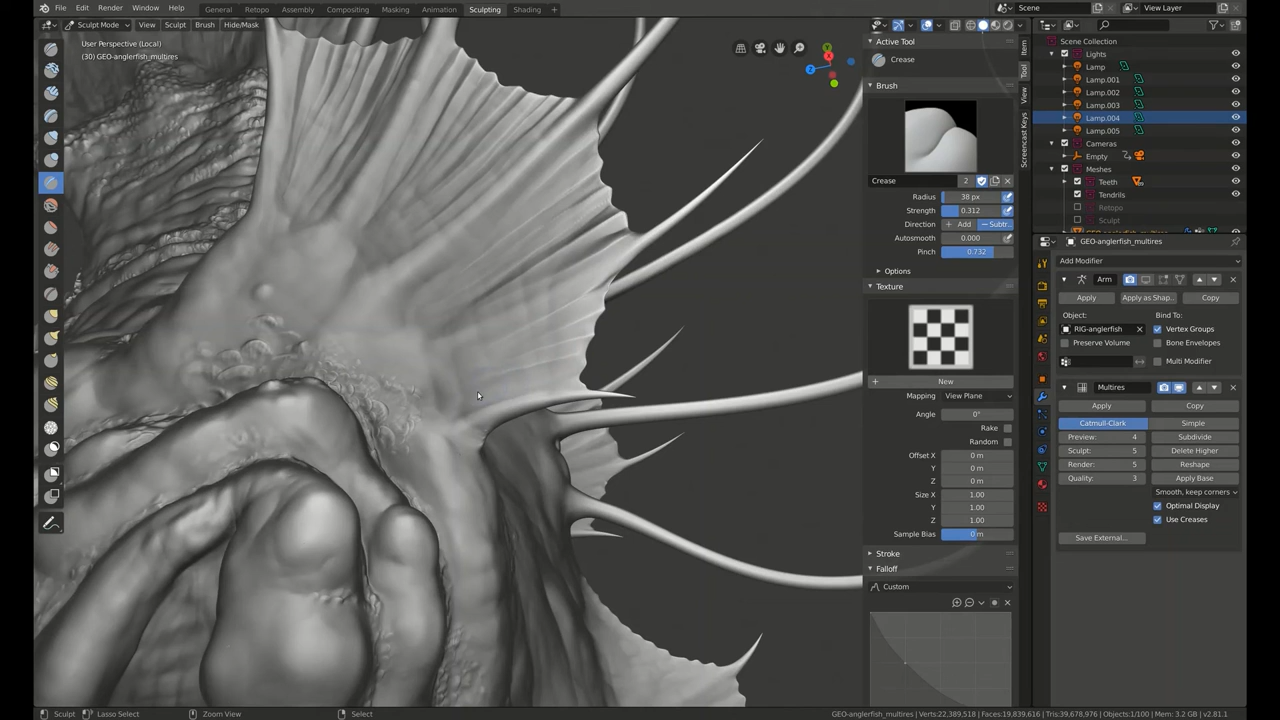 File Edit Render Window Help General Retopo Assembly Compositing Masking Animation Sculpting Shading + Scene View Layer
Sculpt Mode View Sculpt Brush Hide/Mask
User Perspective (Local)
(30) GEO-anglerfish_multires
Y
X
Z
Item
Tool
View
Screencast Keys
Active Tool
Crease
Brush
Crease 2
Radius 38 px
Strength 0.312
Direction Add Subtr..
Autosmooth 0.000
Pinch 0.732
Options
Texture
New
Mapping View Plane
Angle 0°
Rake
Random
Offset X 0 m
Y 0 m
Z 0 m
Size X 1.00
Y 1.00
Z 1.00
Sample Bias 0 m
Stroke
Falloff
Custom
Scene Collection
Lights
Lamp
Lamp.001
Lamp.002
Lamp.003
Lamp.004
Lamp.005
Cameras
Empty
Meshes
Teeth
Tendrils
Retopo
Sculpt
GEO-anglerfish_multires
GEO-anglerfish_multires
Add Modifier
Arm
Apply Apply as Shap.. Copy
Object: Bind To:
RIG-anglerfish Vertex Groups
Preserve Volume Bone Envelopes
Multi Modifier
Multires
Apply Copy
Catmull-Clark Simple
Preview: 4 Subdivide
Sculpt: 5 Delete Higher
Render: 5 Reshape
Quality: 3 Apply Base
Smooth, keep corners
Optimal Display
Use Creases
Save External...
Sculpt Lasso Select Zoom View Select GEO-anglerfish_multires | Verts:22,389,518 | Faces:19,839,616 | Tris:39,678,976 | Objects:1/100 | Mem: 3.2 GB | v2.81.1